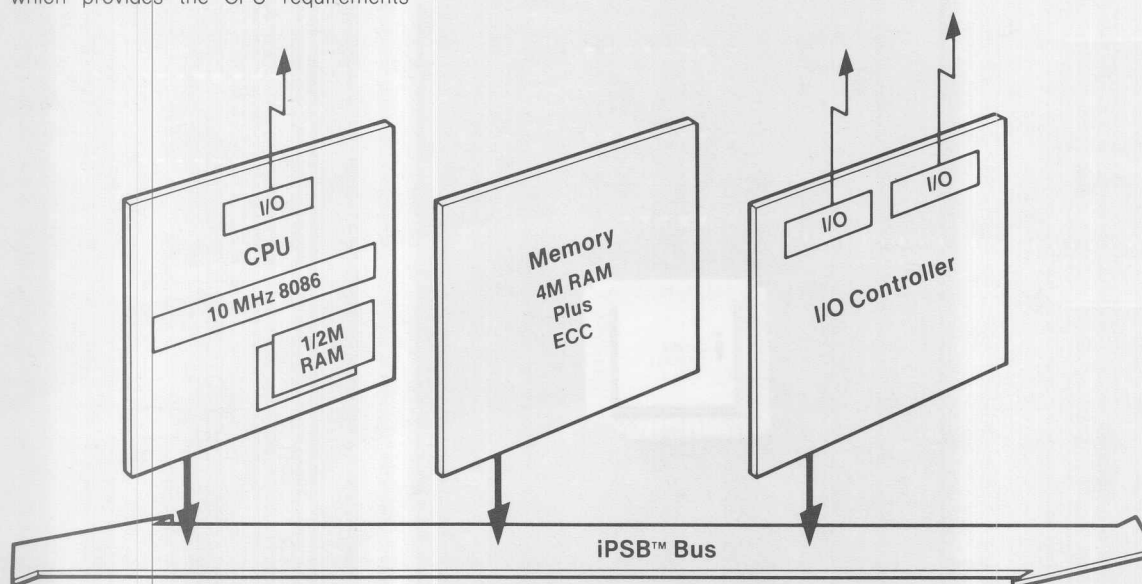 which provides the CPU requirements
I/O
CPU
10 MHz 8086
1/2M
RAM
Memory
4M RAM
Plus
ECC
I/O
I/O
I/O Controller
iPSB™ Bus